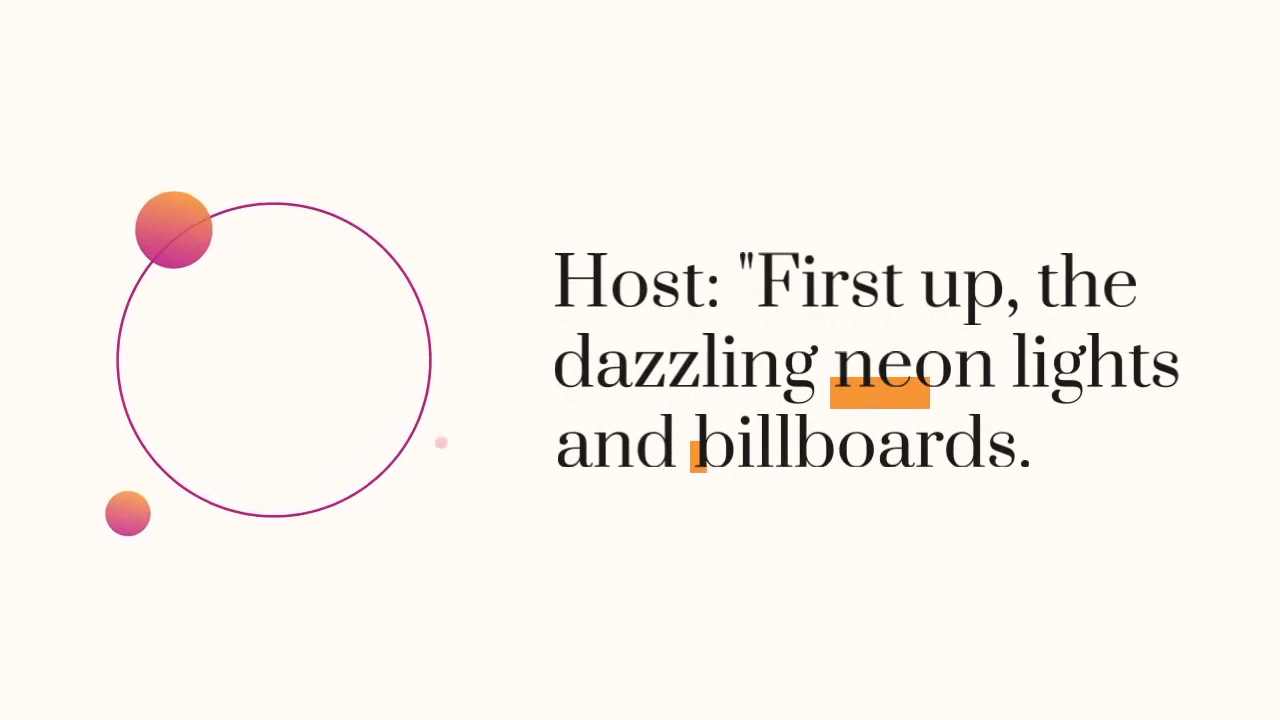 Host: "First up, the
dazzling neon lights
and billboards.